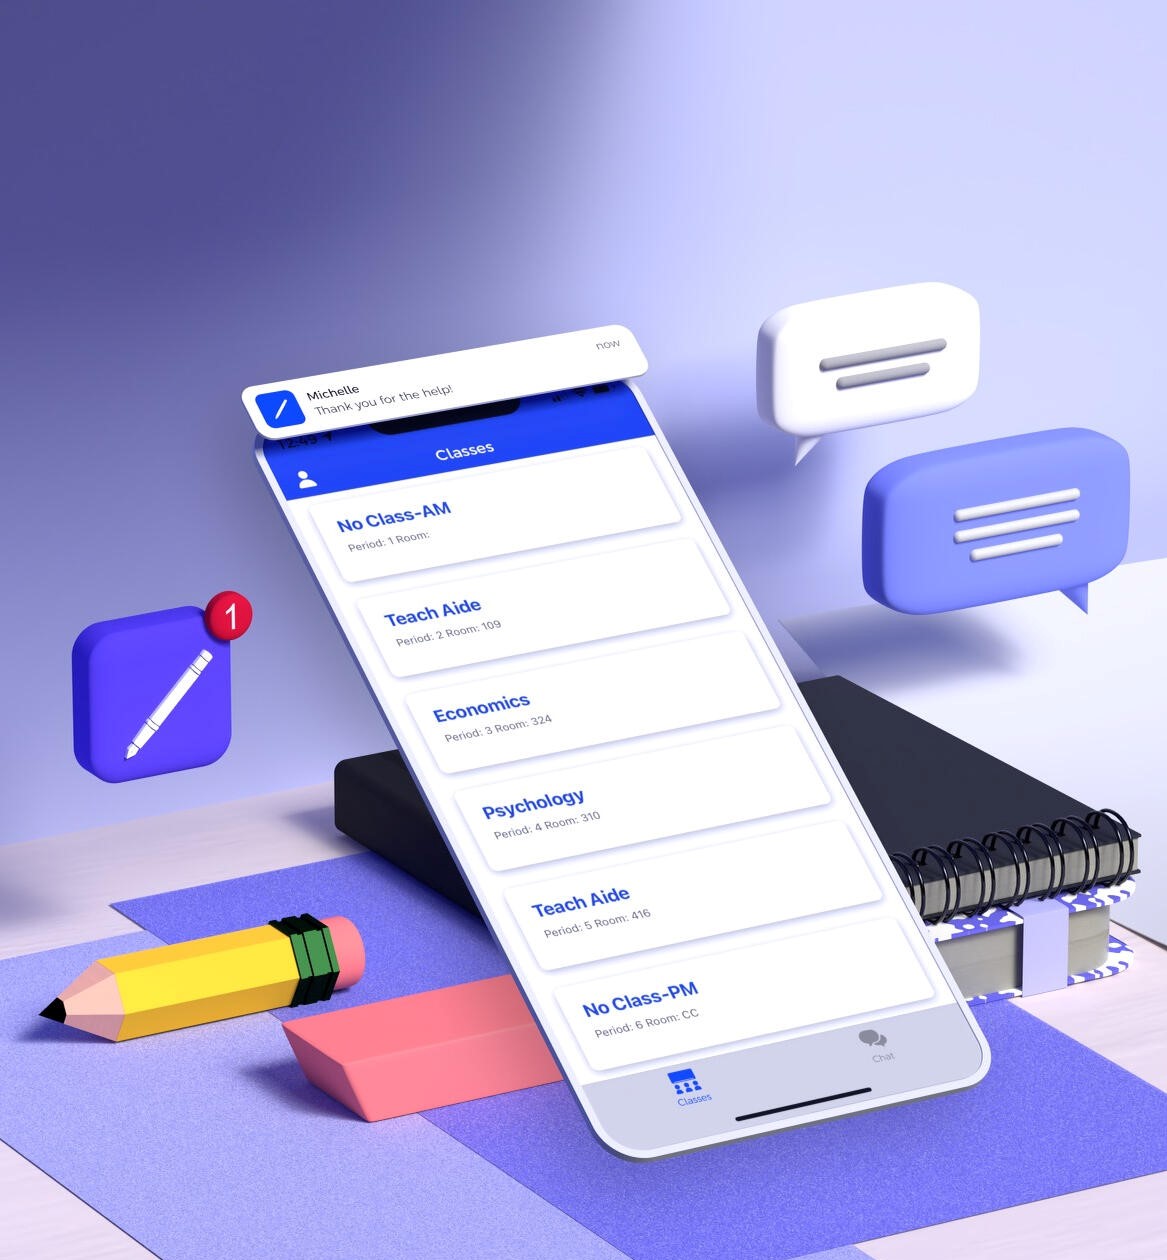 now
Michelle
Thank you for the help!
12:49
Classes
No Class-AM
Period: 1 Room:
Teach Aide
Period: 2 Room: 109
1
Economics
Period: 3 Room: 324
Psychology
Period: 4 Room: 310
Teach Aide
Period: 5 Room: 416
No Class-PM
Period: 6 Room: CC
Classes
Chat